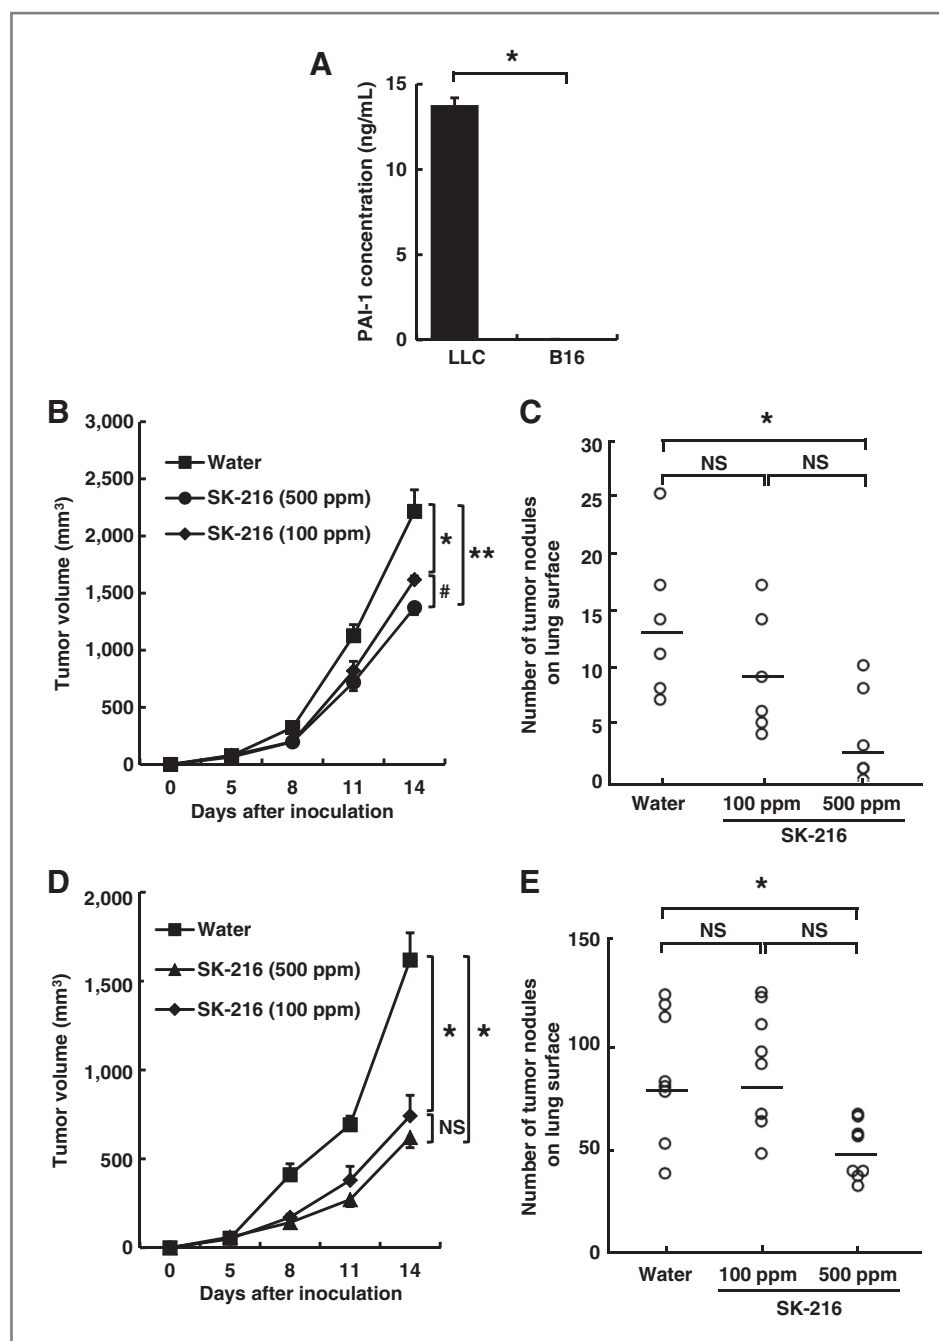 A
*
PAI-1 concentration (ng/mL)
15
10
5
0
LLC
B16
B
Tumor volume (mm³)
3,000
2,500
2,000
1,500
1,000
500
0
Water
SK-216 (500 ppm)
SK-216 (100 ppm)
*
**
#
0
5
8
11
14
Days after inoculation
C
Number of tumor nodules
on lung surface
30
25
20
15
10
5
0
*
NS
NS
Water
100 ppm
500 ppm
SK-216
D
Tumor volume (mm³)
2,000
1,500
1,000
500
0
Water
SK-216 (500 ppm)
SK-216 (100 ppm)
*
*
NS
0
5
8
11
14
Days after inoculation
E
Number of tumor nodules
on lung surface
150
100
50
0
*
NS
NS
Water
100 ppm
500 ppm
SK-216